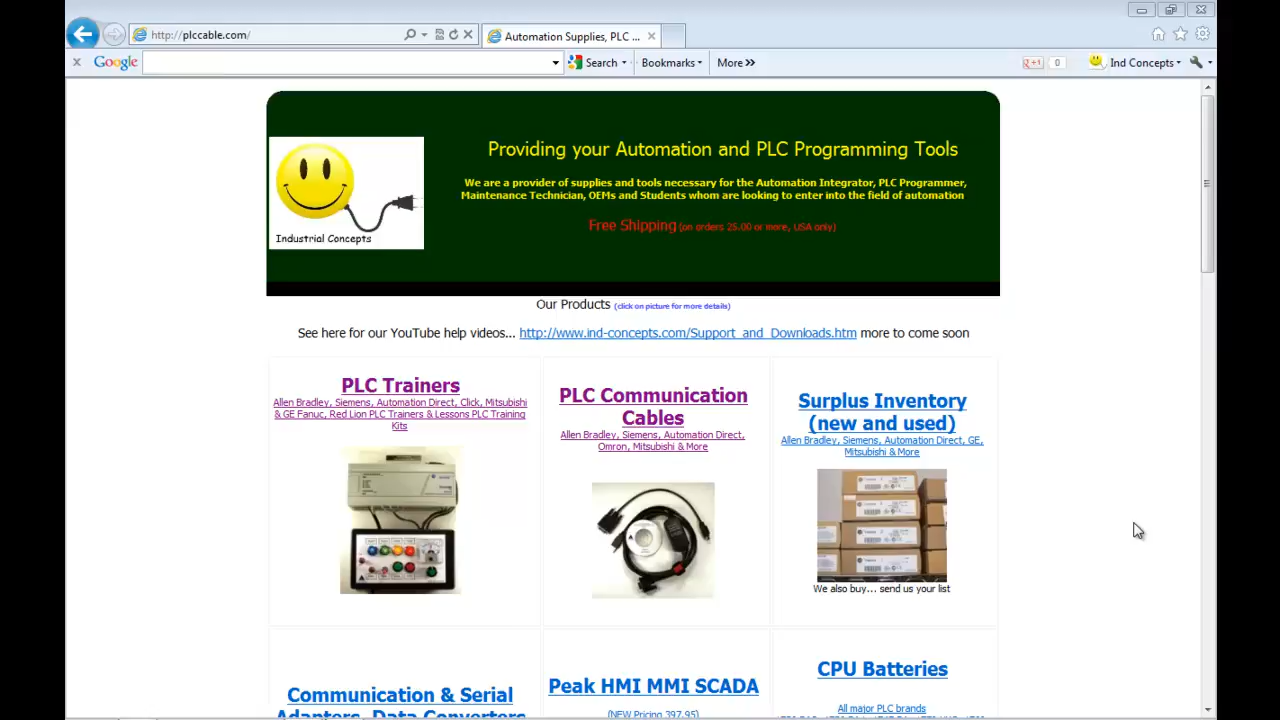 http://plccable.com/
Automation Supplies, PLC ...
Google
Search
Bookmarks
More »
+1
0
Ind Concepts
Providing your Automation and PLC Programming Tools
We are a provider of supplies and tools necessary for the Automation Integrator, PLC Programmer,
Maintenance Technician, OEMs and Students whom are looking to enter into the field of automation
Free Shipping (on orders 25.00 or more, USA only)
Industrial Concepts
Our Products (click on picture for more details)
See here for our YouTube help videos... http://www.ind-concepts.com/Support_and_Downloads.htm more to come soon
PLC Trainers
Allen Bradley, Siemens, Automation Direct, Click, Mitsubishi
& GE Fanuc, Red Lion PLC Trainers & Lessons PLC Training
Kits
PLC Communication
Cables
Allen Bradley, Siemens, Automation Direct,
Omron, Mitsubishi & More
Surplus Inventory
(new and used)
Allen Bradley, Siemens, Automation Direct, GE,
Mitsubishi & More
We also buy... send us your list
Communication & Serial
Adapters, Data Converters
Peak HMI MMI SCADA
(NEW Pricing 397.95)
CPU Batteries
All major PLC brands